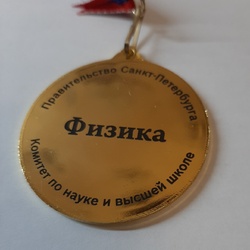 Правительство Санкт-Петербурга
Физика
Комитет по науке и высшей школе